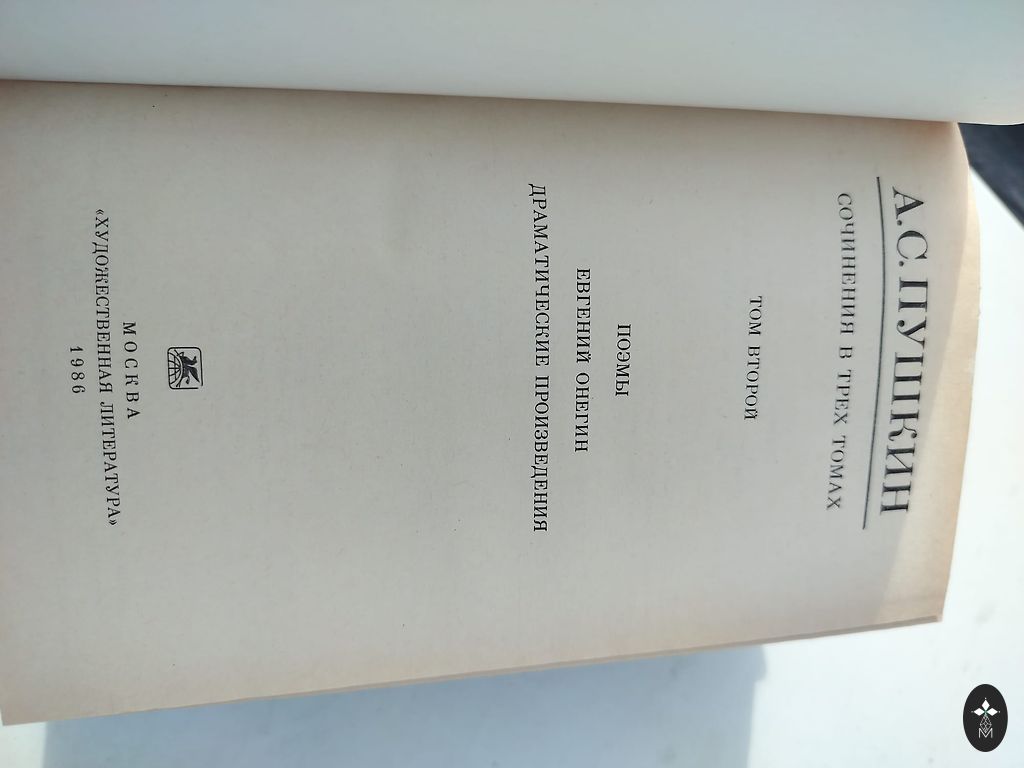 А. С. ПУШКИН
СОЧИНЕНИЯ В ТРЕХ ТОМАХ
ТОМ ВТОРОЙ
ПОЭМЫ
ЕВГЕНИЙ ОНЕГИН
ДРАМАТИЧЕСКИЕ ПРОИЗВЕДЕНИЯ
МОСКВА
«ХУДОЖЕСТВЕННАЯ ЛИТЕРАТУРА»
1986
M